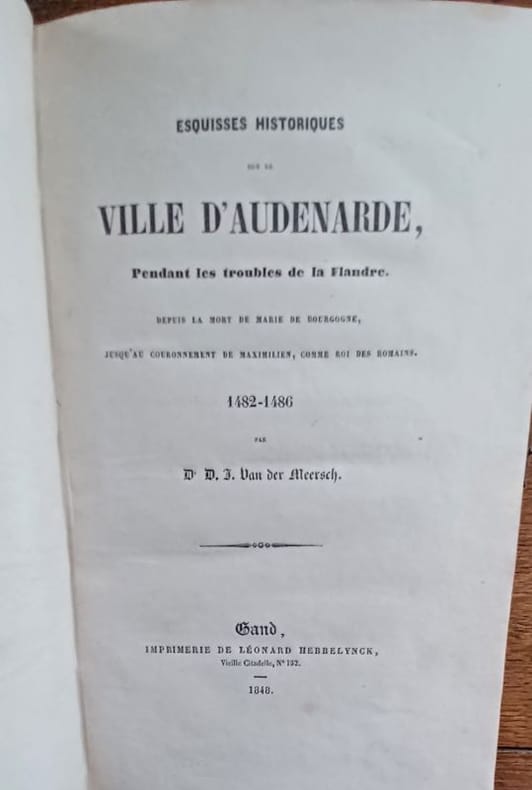 ESQUISSES HISTORIQUES
SUR LA
VILLE D'AUDENARDE,
Pendant les troubles de la Flandre.
DEPUIS LA MORT DE MARIE DE BOURGOGNE,
JUSQU'AU COURONNEMENT DE MAXIMILIEN, COMME ROI DES ROMAINS.
1482-1486
PAR
Dr D. J. Van der Meersch.
Gand,
IMPRIMERIE DE LÉONARD HEBBELYNCK,
Vieille Citadelle, No 152.
1848.